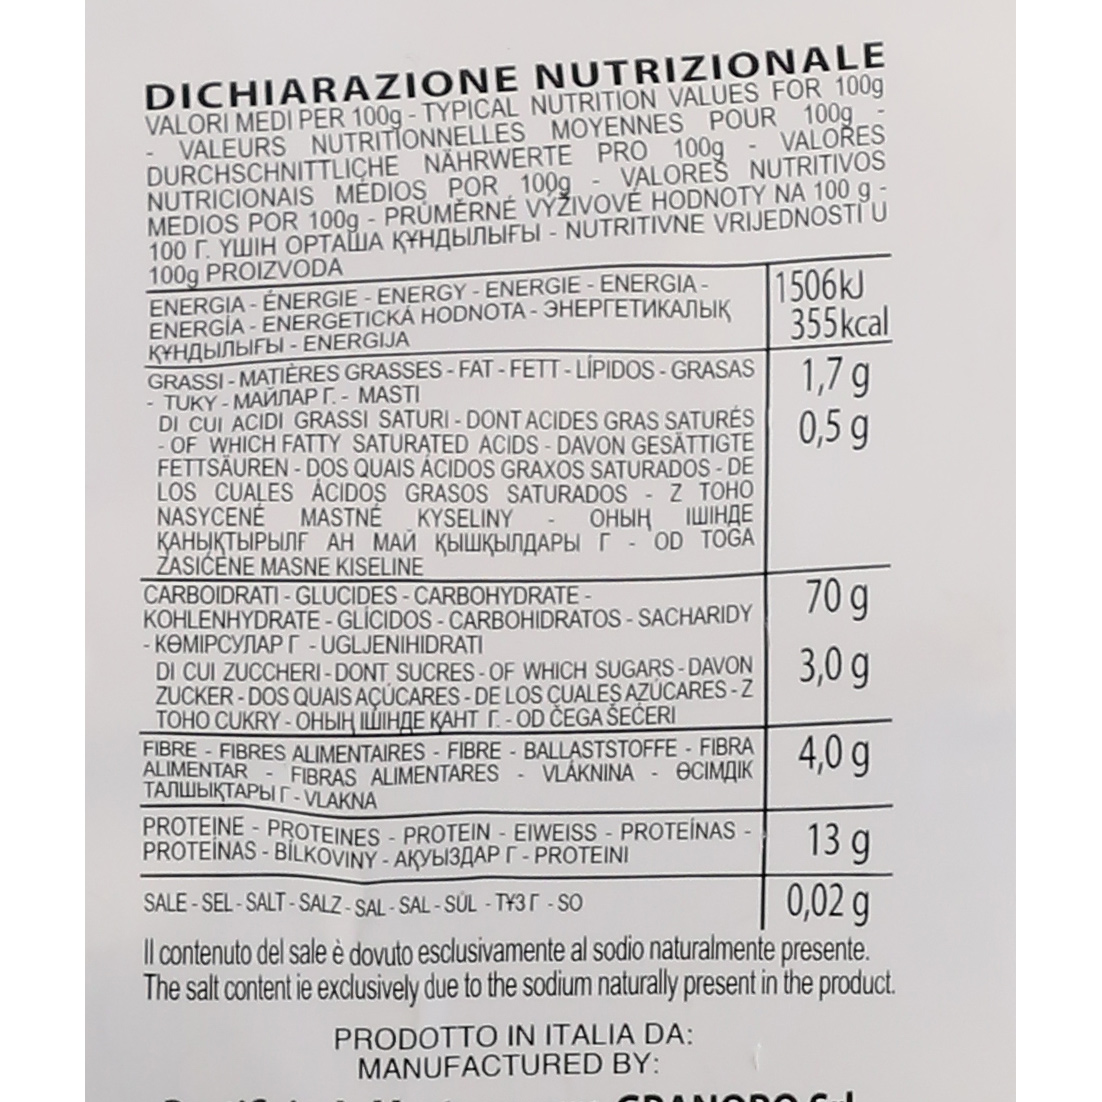 DICHIARAZIONE NUTRIZIONALE
VALORI MEDI PER 100g - TYPICAL NUTRITION VALUES FOR 100g
- VALEURS NUTRITIONNELLES MOYENNES POUR 100g -
DURCHSCHNITTLICHE NÄHRWERTE PRO 100g - VALORES
NUTRICIONAIS MÉDIOS POR 100g - VALORES NUTRITIVOS
MEDIOS POR 100g - PRŮMĚRNÉ VÝŽIVOVÉ HODNOTY NA 100 g -
100 Г. ҮШІН ОРТАША ҚҰНДЫЛЫҒЫ - NUTRITIVNE VRIJEDNOSTI U
100g PROIZVODA
ENERGIA - ÉNERGIE - ENERGY - ENERGIE - ENERGIA -
ENERGÍA - ENERGETICKÁ HODNOTA - ЭНЕРГЕТИКАЛЫҚ
ҚҰНДЫЛЫҒЫ - ENERGIJA
1506kJ
355kcal
GRASSI - MATIÈRES GRASSES - FAT - FETT - LÍPIDOS - GRASAS
- TUKY - МАЙЛАР Г. - MASTI
1,7 g
DI CUI ACIDI GRASSI SATURI - DONT ACIDES GRAS SATURÉS
- OF WHICH FATTY SATURATED ACIDS - DAVON GESÄTTIGTE
FETTSÄUREN - DOS QUAIS ÁCIDOS GRAXOS SATURADOS - DE
LOS CUALES ÁCIDOS GRASOS SATURADOS - Z TOHO
NASYCENÉ MASTNÉ KYSELINY - ОНЫҢ ІШІНДЕ
ҚАНЫҚТЫРЫЛҒ АН МАЙ ҚЫШҚЫЛДАРЫ Г - OD TOGA
ZASIĆENE MASNE KISELINE
0,5 g
CARBOIDRATI - GLUCIDES - CARBOHYDRATE -
KOHLENHYDRATE - GLÍCIDOS - CARBOHIDRATOS - SACHARIDY
- КӨМІРСУЛАР Г - UGLJENIHIDRATI
70 g
DI CUI ZUCCHERI - DONT SUCRES - OF WHICH SUGARS - DAVON
ZUCKER - DOS QUAIS AÇÚCARES - DE LOS CUALES AZÚCARES - Z
TOHO CUKRY - ОНЫҢ ІШІНДЕ ҚАНТ Г. - OD ČEGA ŠEĆERI
3,0 g
FIBRE - FIBRES ALIMENTAIRES - FIBRE - BALLASTSTOFFE - FIBRA
ALIMENTAR - FIBRAS ALIMENTARES - VLÁKNINA - ӨСІМДІК
ТАЛШЫҚТАРЫ Г - VLAKNA
4,0 g
PROTEINE - PROTEINES - PROTEIN - EIWEISS - PROTEÍNAS -
PROTEÍNAS - BÍLKOVINY - АҚУЫЗДАР Г - PROTEINI
13 g
SALE - SEL - SALT - SALZ - SAL - SAL - SŮL - ТҰЗ Г - SO
0,02 g
Il contenuto del sale è dovuto esclusivamente al sodio naturalmente presente.
The salt content ie exclusively due to the sodium naturally present in the product.
PRODOTTO IN ITALIA DA:
MANUFACTURED BY: